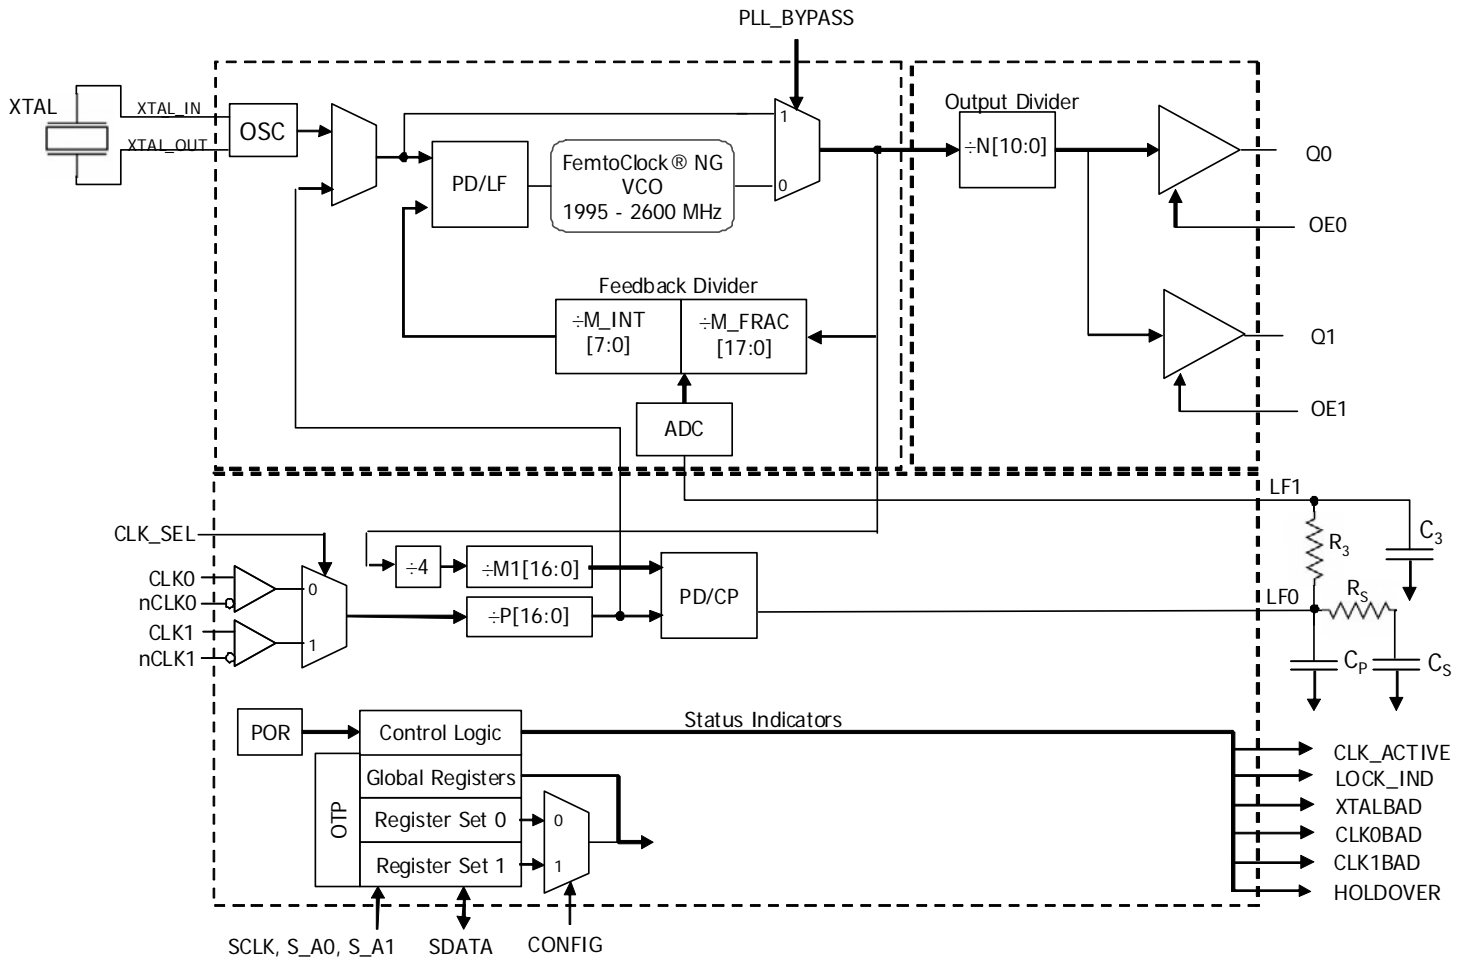 PLL_BYPASS
XTAL
XTAL_IN
XTAL_OUT
OSC
PD/LF
FemtoClock® NG
VCO
1995 - 2600 MHz
1
0
Output Divider
÷N[10:0]
Q0
OE0
Q1
OE1
Feedback Divider
÷M_INT
[7:0]
÷M_FRAC
[17:0]
ADC
LF1
R3
C3
LF0
RS
CP
CS
CLK_SEL
CLK0
nCLK0
CLK1
nCLK1
0
1
÷4
÷M1[16:0]
÷P[16:0]
PD/CP
POR
Control Logic
Global Registers
Register Set 0
Register Set 1
OTP
0
1
Status Indicators
CLK_ACTIVE
LOCK_IND
XTALBAD
CLK0BAD
CLK1BAD
HOLDOVER
SCLK, S_A0, S_A1
SDATA
CONFIG